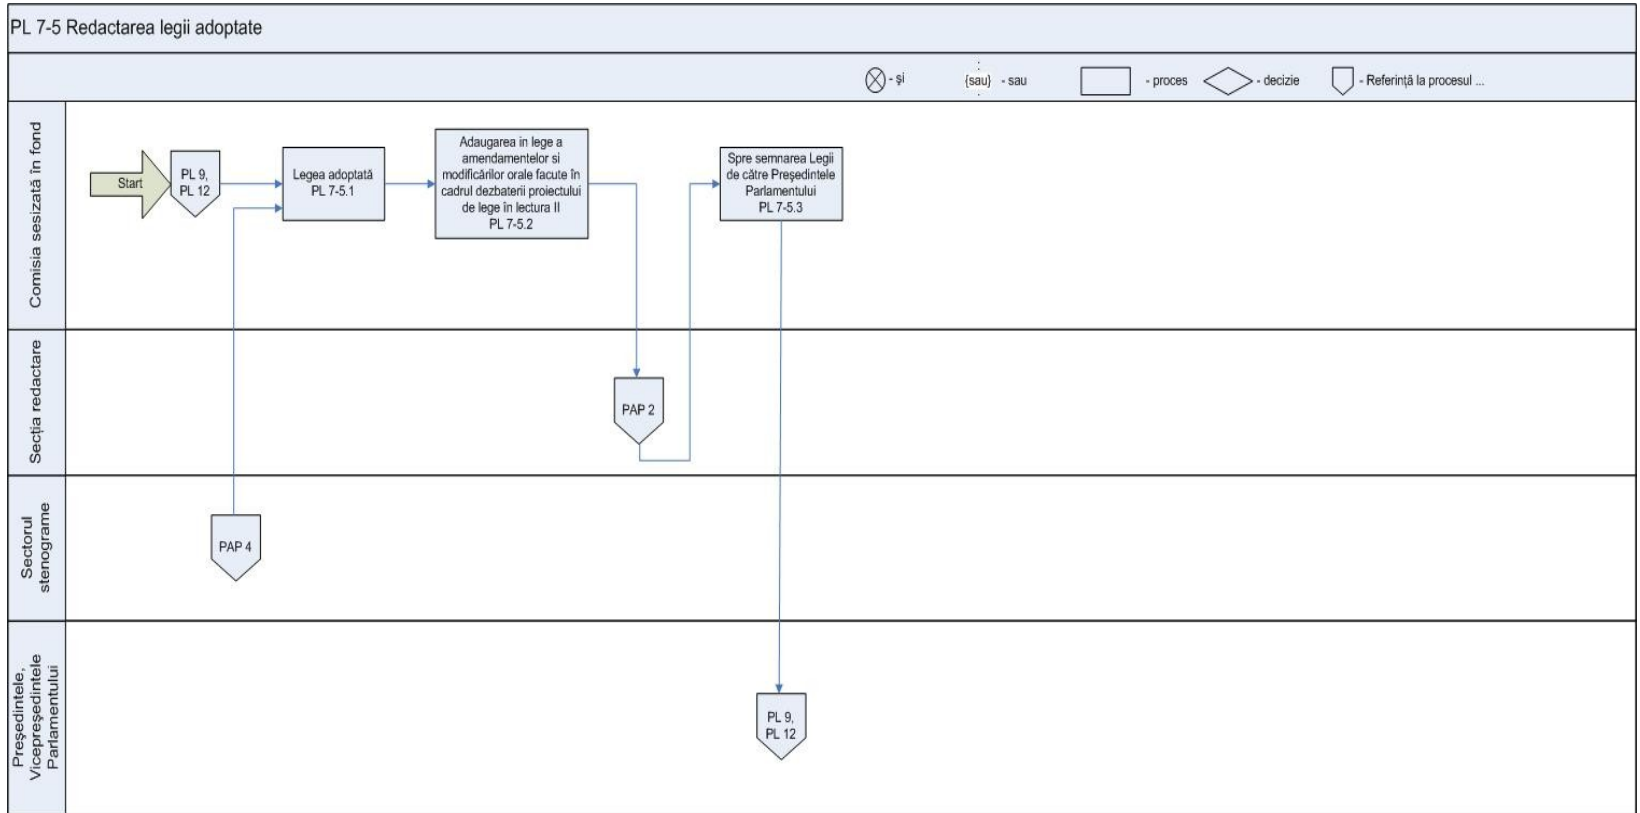 PL 7-5 Redactarea legii adoptate
- şi
{sau} - sau
- proces
- decizie
- Referinţă la procesul ...
Comisia sesizată în fond
Start
PL 9,
PL 12
Legea adoptată
PL 7-5.1
Adaugarea in lege a
amendamentelor si
modificărilor orale facute în
cadrul dezbaterii proiectului
de lege în lectura II
PL 7-5.2
Spre semnarea Legii
de către Preşedintele
Parlamentului
PL 7-5.3
Secția redactare
PAP 2
Sectorul
stenograme
PAP 4
Preşedintele,
Vicepreşedintele
Parlamentului
PL 9,
PL 12